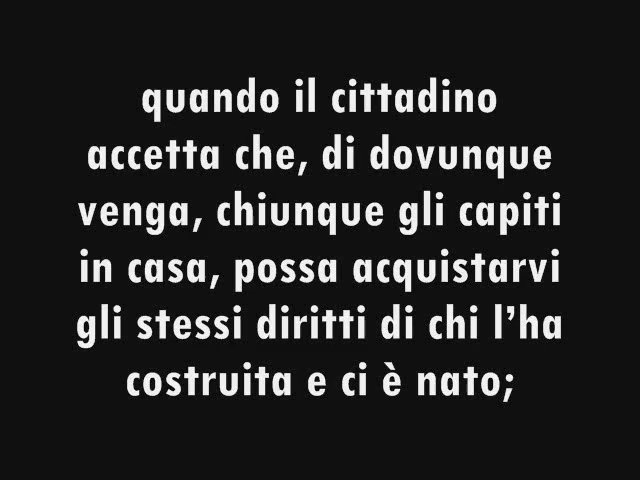 quando il cittadino
accetta che, di dovunque
venga, chiunque gli capiti
in casa, possa acquistarvi
gli stessi diritti di chi l’ha
costruita e ci è nato;